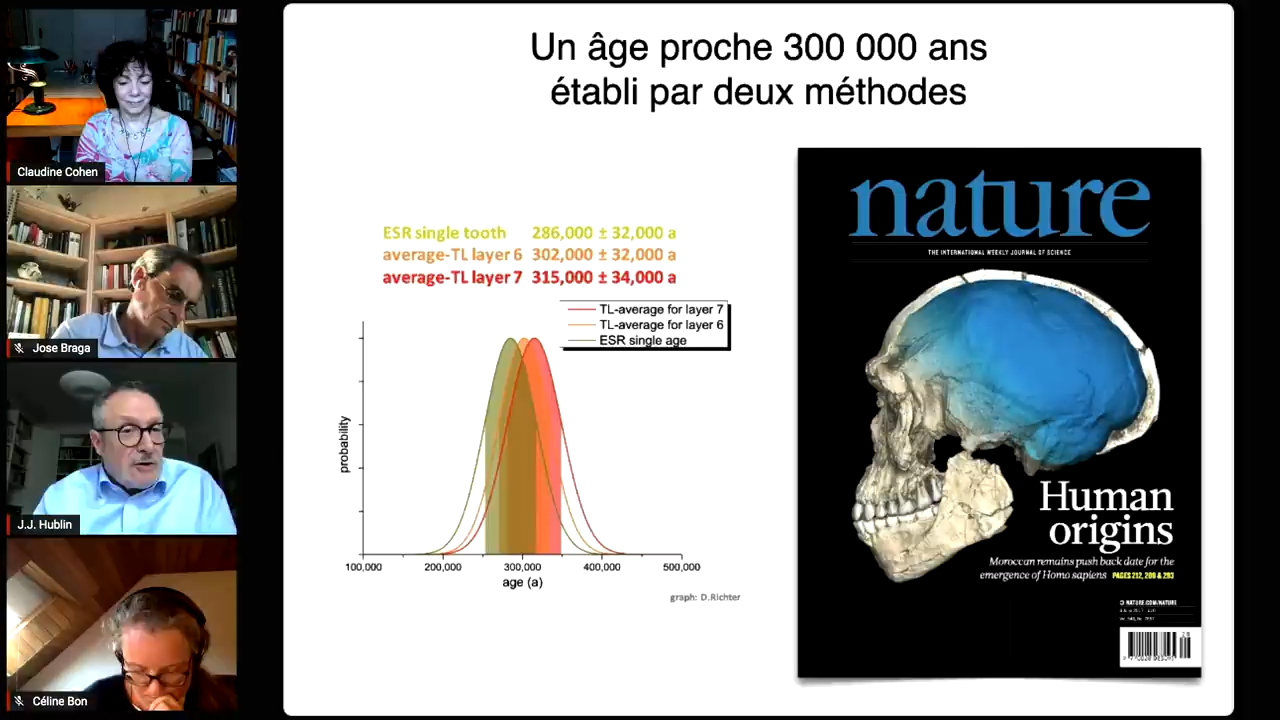 Claudine Cohen
Jose Braga
J.J. Hublin
Céline Bon
Un âge proche 300 000 ans
établi par deux méthodes
ESR single tooth 286,000 ± 32,000 a
average-TL layer 6 302,000 ± 32,000 a
average-TL layer 7 315,000 ± 34,000 a
TL-average for layer 7
TL-average for layer 6
ESR single age
probability
100,000 200,000 300,000 400,000 500,000
age (a)
graph: D.Richter
nature
THE INTERNATIONAL WEEKLY JOURNAL OF SCIENCE
Human
origins
Moroccan remains push back date for the
emergence of Homo sapiens
NATURE.COM/NATURE